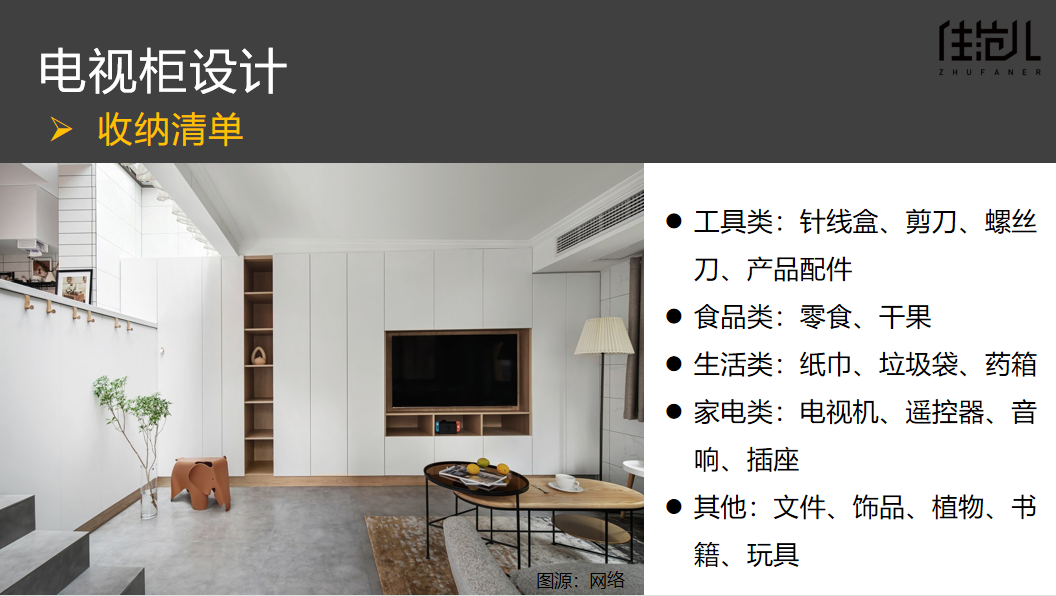 住范儿
ZHUFANER
电视柜设计
收纳清单
工具类：针线盒、剪刀、螺丝
刀、产品配件
食品类：零食、干果
生活类：纸巾、垃圾袋、药箱
家电类：电视机、遥控器、音
响、插座
其他：文件、饰品、植物、书
籍、玩具
图源：网络